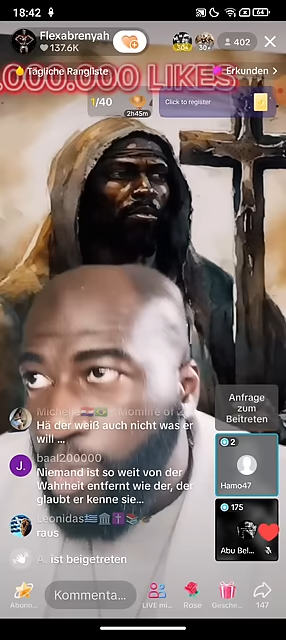 18:42
64
Flexabrenyah
137.6K
30+
30+
402
.000.000 LIKES
Tägliche Rangliste
Erkunden >
1/40
2h45m
Click to register
Anfrage
zum
Beitreten
2
Hamo47
175
Abu Bel...
Hä der weiß auch nicht was er
will ...
J.
baal200000
Niemand ist so weit von der
Wahrheit entfernt wie der, der
glaubt er kenne sie...
Leonidas
raus
A. ist beigetreten
Abonn...
Kommenta...
LIVE mi...
Rose
Gesche...
147